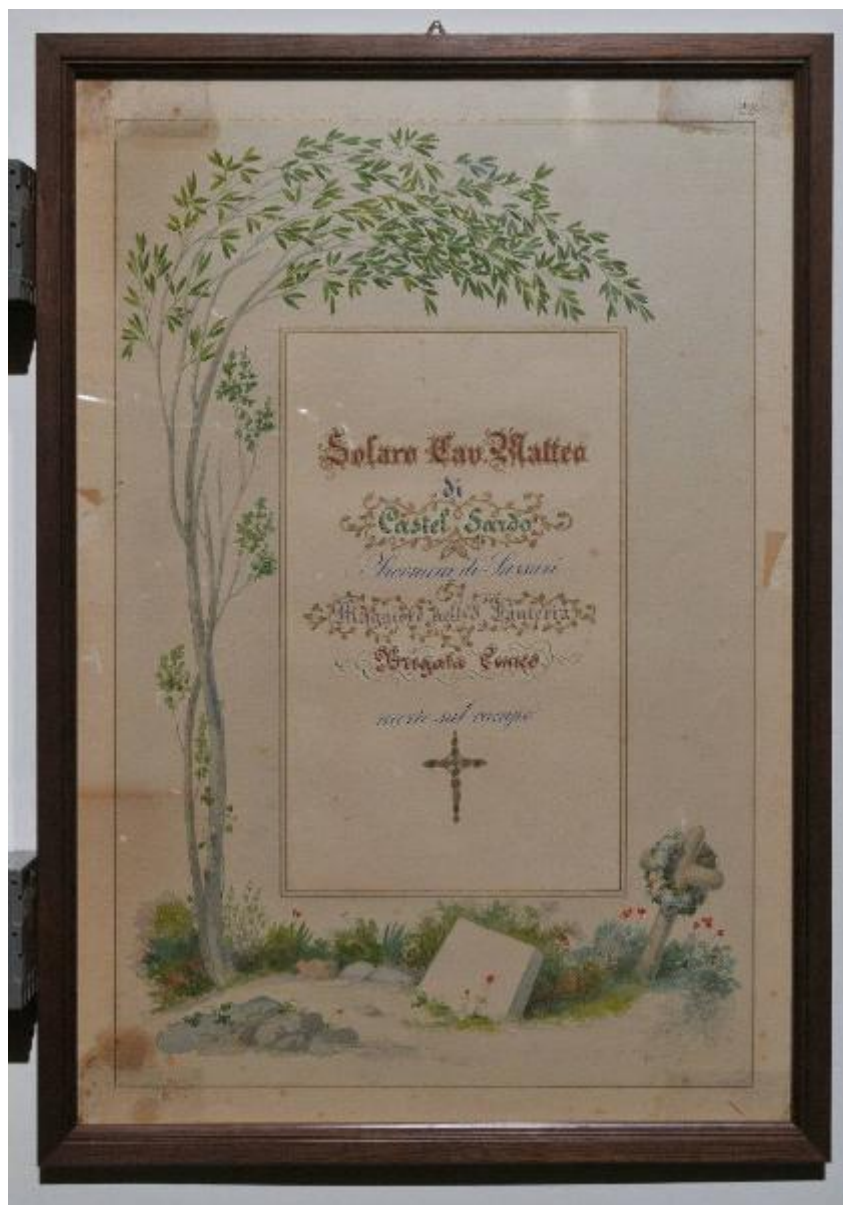 Solaro Cav. Matteo
di
Castel Sardo
Provincia di Sassari
Maggiore nella Fanteria
Brigata Cuneo
morto sul campo